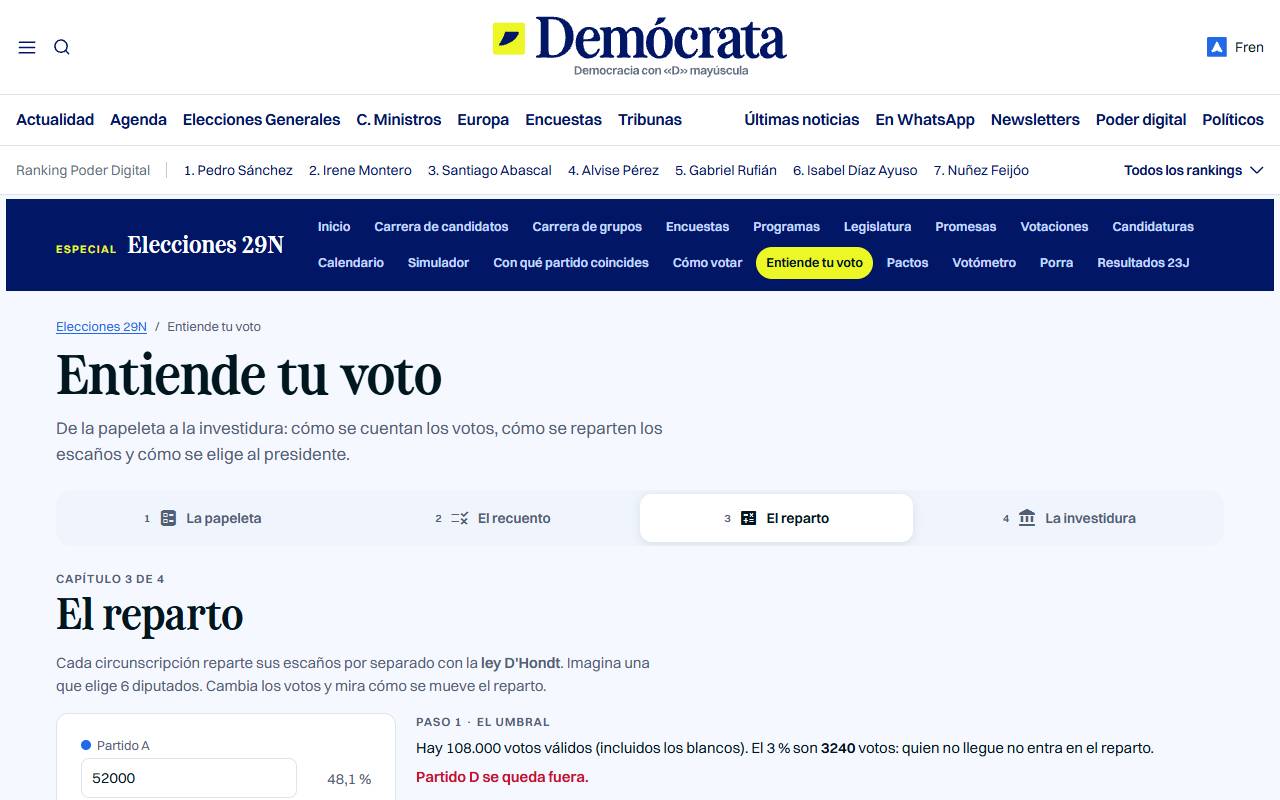 Demócrata
Democracia con «D» mayúscula
Fren
Actualidad Agenda Elecciones Generales C. Ministros Europa Encuestas Tribunas Últimas noticias En WhatsApp Newsletters Poder digital Políticos
Ranking Poder Digital 1. Pedro Sánchez 2. Irene Montero 3. Santiago Abascal 4. Alvise Pérez 5. Gabriel Rufián 6. Isabel Díaz Ayuso 7. Nuñez Feijóo Todos los rankings
ESPECIAL Elecciones 29N
Inicio Carrera de candidatos Carrera de grupos Encuestas Programas Legislatura Promesas Votaciones Candidaturas
Calendario Simulador Con qué partido coincides Cómo votar Entiende tu voto Pactos Votómetro Porra Resultados 23J
Elecciones 29N / Entiende tu voto
Entiende tu voto
De la papeleta a la investidura: cómo se cuentan los votos, cómo se reparten los
escaños y cómo se elige al presidente.
1 La papeleta 2 El recuento 3 El reparto 4 La investidura
CAPÍTULO 3 DE 4
El reparto
Cada circunscripción reparte sus escaños por separado con la ley D'Hondt. Imagina una
que elige 6 diputados. Cambia los votos y mira cómo se mueve el reparto.
Partido A
52000 48,1 %
PASO 1 · EL UMBRAL
Hay 108.000 votos válidos (incluidos los blancos). El 3 % son 3240 votos: quien no llegue no entra en el reparto.
Partido D se queda fuera.